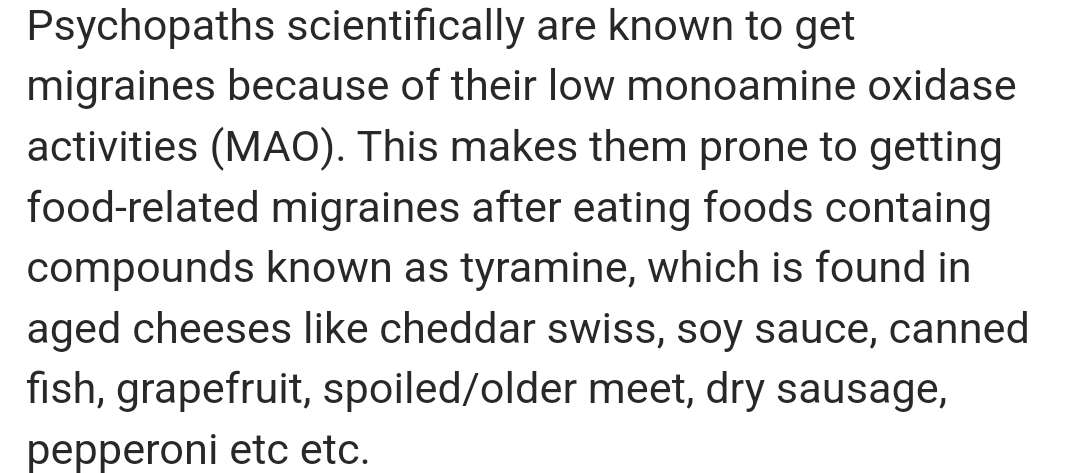 Psychopaths scientifically are known to get
migraines because of their low monoamine oxidase
activities (MAO). This makes them prone to getting
food-related migraines after eating foods containg
compounds known as tyramine, which is found in
aged cheeses like cheddar swiss, soy sauce, canned
fish, grapefruit, spoiled/older meet, dry sausage,
pepperoni etc etc.